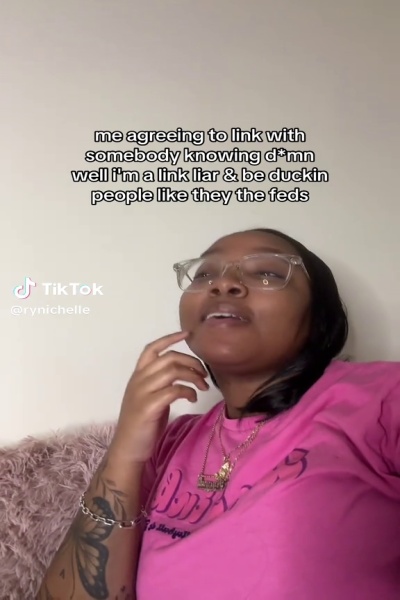 me agreeing to link with
somebody knowing d*mn
well i'm a link liar & be duckin
people like they the feds
TikTok
@rynichelle